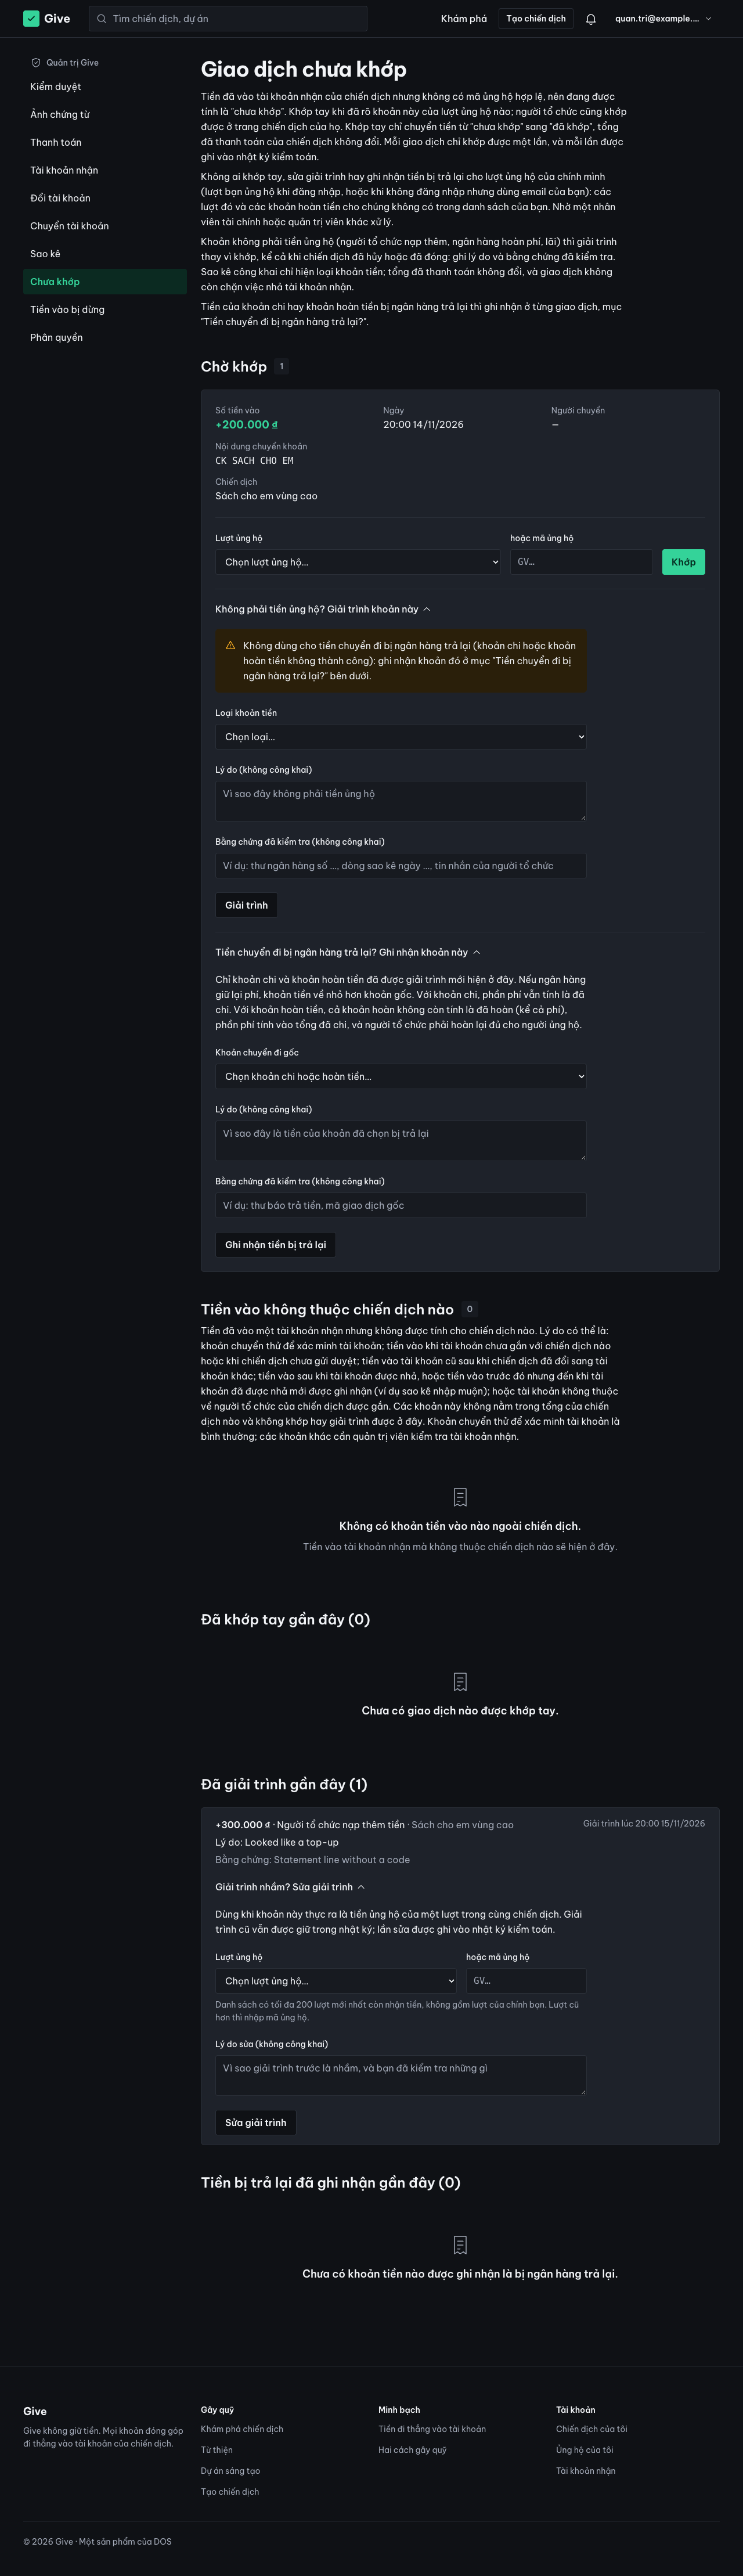 Give
Tìm chiến dịch, dự án
Khám phá
Tạo chiến dịch
quan.tri@example....
Quản trị Give
Kiểm duyệt
Ảnh chứng từ
Thanh toán
Tài khoản nhận
Đổi tài khoản
Chuyển tài khoản
Sao kê
Chưa khớp
Tiền vào bị dừng
Phân quyền
Giao dịch chưa khớp
Tiền đã vào tài khoản nhận của chiến dịch nhưng không có mã ủng hộ hợp lệ, nên đang được
tính là "chưa khớp". Khớp tay khi đã rõ khoản này của lượt ủng hộ nào; người tổ chức cũng khớp
được ở trang chiến dịch của họ. Khớp tay chỉ chuyển tiền từ "chưa khớp" sang "đã khớp", tổng
đã thanh toán của chiến dịch không đổi. Mỗi giao dịch chỉ khớp được một lần, và mỗi lần được
ghi vào nhật ký kiểm toán.
Không ai khớp tay, sửa giải trình hay ghi nhận tiền bị trả lại cho lượt ủng hộ của chính mình
(lượt bạn ủng hộ khi đăng nhập, hoặc khi không đăng nhập nhưng dùng email của bạn): các
lượt đó và các khoản hoàn tiền cho chúng không có trong danh sách của bạn. Nhờ một nhân
viên tài chính hoặc quản trị viên khác xử lý.
Khoản không phải tiền ủng hộ (người tổ chức nạp thêm, ngân hàng hoàn phí, lãi) thì giải trình
thay vì khớp, kể cả khi chiến dịch đã hủy hoặc đã đóng: ghi lý do và bằng chứng đã kiểm tra.
Sao kê công khai chỉ hiện loại khoản tiền; tổng đã thanh toán không đổi, và giao dịch không
còn chặn việc nhả tài khoản nhận.
Tiền của khoản chi hay khoản hoàn tiền bị ngân hàng trả lại thì ghi nhận ở từng giao dịch, mục
"Tiền chuyển đi bị ngân hàng trả lại?".
Chờ khớp 1
Số tiền vào
+200.000 ₫
Ngày
20:00 14/11/2026
Người chuyển
—
Nội dung chuyển khoản
CK SACH CHO EM
Chiến dịch
Sách cho em vùng cao
Lượt ủng hộ
Chọn lượt ủng hộ...
hoặc mã ủng hộ
GV…
Khớp
Không phải tiền ủng hộ? Giải trình khoản này
Không dùng cho tiền chuyển đi bị ngân hàng trả lại (khoản chi hoặc khoản
hoàn tiền không thành công): ghi nhận khoản đó ở mục "Tiền chuyển đi bị
ngân hàng trả lại?" bên dưới.
Loại khoản tiền
Chọn loại...
Lý do (không công khai)
Vì sao đây không phải tiền ủng hộ
Bằng chứng đã kiểm tra (không công khai)
Ví dụ: thư ngân hàng số ..., dòng sao kê ngày ..., tin nhắn của người tổ chức
Giải trình
Tiền chuyển đi bị ngân hàng trả lại? Ghi nhận khoản này
Chỉ khoản chi và khoản hoàn tiền đã được giải trình mới hiện ở đây. Nếu ngân hàng
giữ lại phí, khoản tiền về nhỏ hơn khoản gốc. Với khoản chi, phần phí vẫn tính là đã
chi. Với khoản hoàn tiền, cả khoản hoàn không còn tính là đã hoàn (kể cả phí),
phần phí tính vào tổng đã chi, và người tổ chức phải hoàn lại đủ cho người ủng hộ.
Khoản chuyển đi gốc
Chọn khoản chi hoặc hoàn tiền...
Lý do (không công khai)
Vì sao đây là tiền của khoản đã chọn bị trả lại
Bằng chứng đã kiểm tra (không công khai)
Ví dụ: thư báo trả tiền, mã giao dịch gốc
Ghi nhận tiền bị trả lại
Tiền vào không thuộc chiến dịch nào 0
Tiền đã vào một tài khoản nhận nhưng không được tính cho chiến dịch nào. Lý do có thể là:
khoản chuyển thử để xác minh tài khoản; tiền vào khi tài khoản chưa gắn với chiến dịch nào
hoặc khi chiến dịch chưa gửi duyệt; tiền vào tài khoản cũ sau khi chiến dịch đã đổi sang tài
khoản khác; tiền vào sau khi tài khoản được nhả, hoặc tiền vào trước đó nhưng đến khi tài
khoản đã được nhả mới được ghi nhận (ví dụ sao kê nhập muộn); hoặc tài khoản không thuộc
về người tổ chức của chiến dịch được gắn. Các khoản này không nằm trong tổng của chiến
dịch nào và không khớp hay giải trình được ở đây. Khoản chuyển thử để xác minh tài khoản là
bình thường; các khoản khác cần quản trị viên kiểm tra tài khoản nhận.
Không có khoản tiền vào nào ngoài chiến dịch.
Tiền vào tài khoản nhận mà không thuộc chiến dịch nào sẽ hiện ở đây.
Đã khớp tay gần đây (0)
Chưa có giao dịch nào được khớp tay.
Đã giải trình gần đây (1)
+300.000 ₫ · Người tổ chức nạp thêm tiền · Sách cho em vùng cao
Giải trình lúc 20:00 15/11/2026
Lý do: Looked like a top-up
Bằng chứng: Statement line without a code
Giải trình nhầm? Sửa giải trình
Dùng khi khoản này thực ra là tiền ủng hộ của một lượt trong cùng chiến dịch. Giải
trình cũ vẫn được giữ trong nhật ký; lần sửa được ghi vào nhật ký kiểm toán.
Lượt ủng hộ
Chọn lượt ủng hộ...
hoặc mã ủng hộ
GV…
Danh sách có tối đa 200 lượt mới nhất còn nhận tiền, không gồm lượt của chính bạn. Lượt cũ
hơn thì nhập mã ủng hộ.
Lý do sửa (không công khai)
Vì sao giải trình trước là nhầm, và bạn đã kiểm tra những gì
Sửa giải trình
Tiền bị trả lại đã ghi nhận gần đây (0)
Chưa có khoản tiền nào được ghi nhận là bị ngân hàng trả lại.
Give
Give không giữ tiền. Mọi khoản đóng góp
đi thẳng vào tài khoản của chiến dịch.
Gây quỹ
Khám phá chiến dịch
Từ thiện
Dự án sáng tạo
Tạo chiến dịch
Minh bạch
Tiền đi thẳng vào tài khoản
Hai cách gây quỹ
Tài khoản
Chiến dịch của tôi
Ủng hộ của tôi
Tài khoản nhận
© 2026 Give · Một sản phẩm của DOS